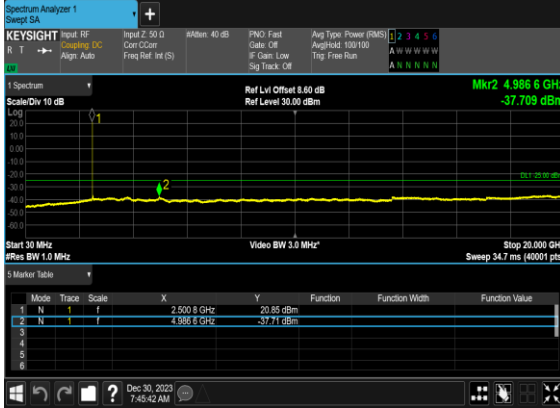 Spectrum Analyzer 1
Swept SA
+
KEYSIGHT
R T
LV
Input: RF
Coupling: DC
Align: Auto
Input Z: 50 Ω
Corr CCorr
Freq Ref: Int (S)
#Atten: 40 dB
PNO: Fast
Gate: Off
IF Gain: Low
Sig Track: Off
Avg Type: Power (RMS)
Avg|Hold: 100/100
Trig: Free Run
1 2 3 4 5 6
A W W W W W
A N N N N N
1 Spectrum
Scale/Div 10 dB
Log
Ref Lvl Offset 8.60 dB
Ref Level 30.00 dBm
Mkr2 4.986 6 GHz
-37.709 dBm
20.0
10.0
0.00
-10.0
-20.0
-30.0
-40.0
-50.0
-60.0
1
2
DL1 -25.00 dBm
Start 30 MHz
#Res BW 1.0 MHz
Video BW 3.0 MHz*
Stop 20.000 GH
Sweep 34.7 ms (40001 pts
5 Marker Table
Mode Trace Scale X Y Function Function Width Function Value
1 N 1 f 2.500 8 GHz 20.85 dBm
2 N 1 f 4.986 6 GHz -37.71 dBm
3
4
5
6
?
Dec 30, 2023
7:45:42 AM